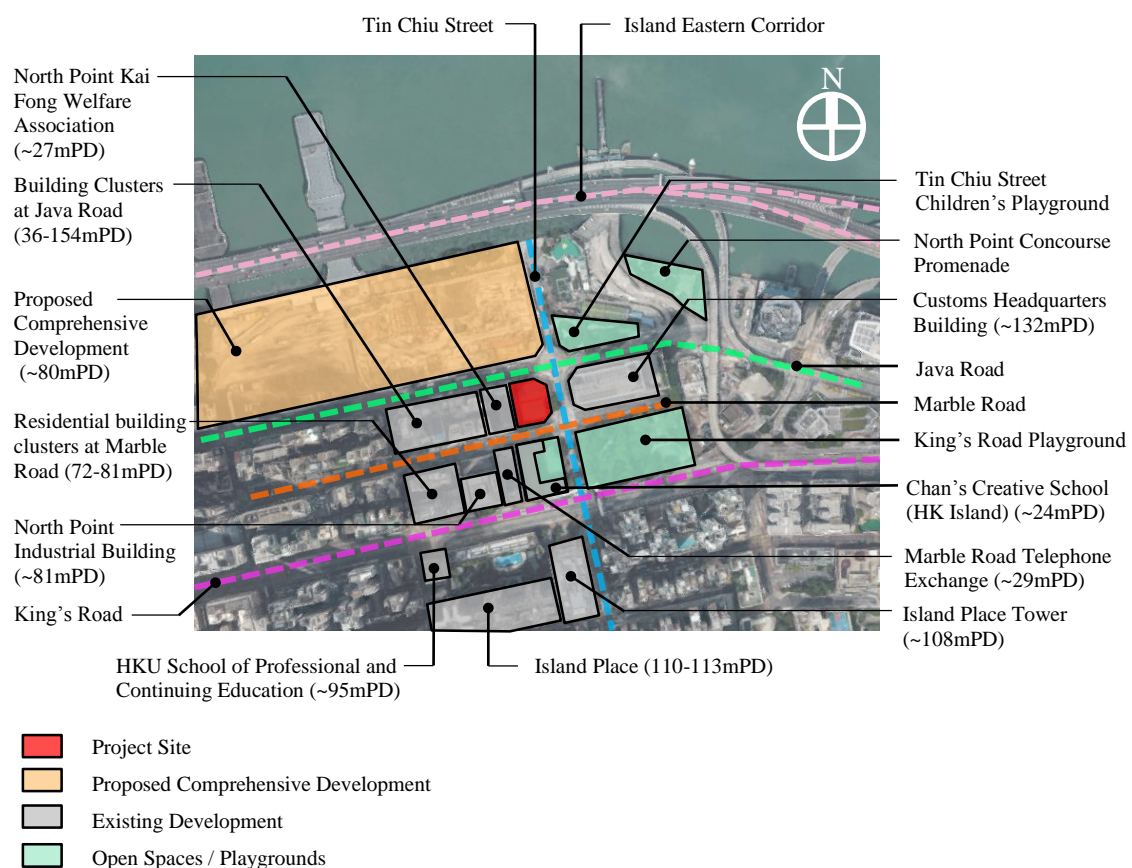 Tin Chiu Street
Island Eastern Corridor
North Point Kai
Fong Welfare
Association
(~27mPD)
Building Clusters
at Java Road
(36-154mPD)
Proposed
Comprehensive
Development
(~80mPD)
Residential building
clusters at Marble
Road (72-81mPD)
North Point
Industrial Building
(~81mPD)
King's Road
N
Tin Chiu Street
Children's Playground
North Point Concourse
Promenade
Customs Headquarters
Building (~132mPD)
Java Road
Marble Road
King's Road Playground
Chan's Creative School
(HK Island) (~24mPD)
Marble Road Telephone
Exchange (~29mPD)
Island Place Tower
(~108mPD)
HKU School of Professional and
Continuing Education (~95mPD)
Island Place (110-113mPD)
Project Site
Proposed Comprehensive Development
Existing Development
Open Spaces / Playgrounds